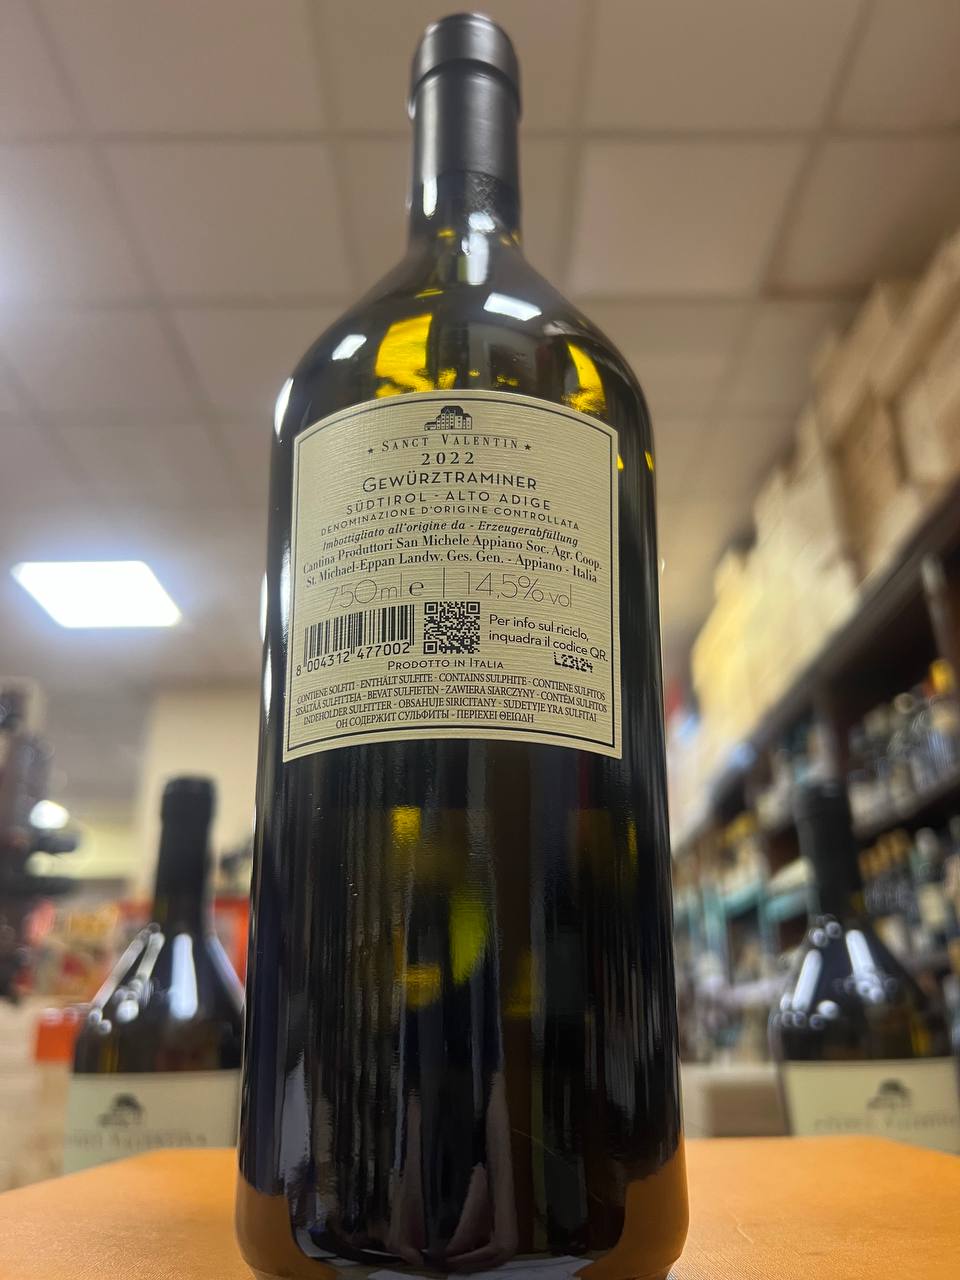 ★ SANCT VALENTIN ★
2022
GEWÜRZTRAMINER
SÜDTIROL - ALTO ADIGE
DENOMINAZIONE D'ORIGINE CONTROLLATA
Imbottigliato all'origine da - Erzeugerabfüllung
Cantina Produttori San Michele Appiano Soc. Agr. Coop.
St. Michael-Eppan Landw. Ges. Gen. - Appiano - Italia
750ml e | 14,5% vol
Per info sul riciclo,
inquadra il codice QR.
8 004312 477002
L23124
PRODOTTO IN ITALIA
CONTIENE SOLFITI - ENTHÄLT SULFITE - CONTAINS SULPHITE - CONTIENE SULFITOS
SISÄLTÄÄ SULFITTEJA - BEVAT SULFIETEN - ZAWIERA SIARCZYNY - CONTÉM SULFITOS
INDEHOLDER SULFITTER - OBSAHUJE SIRICITANY - SUDETYJE YRA SULFITAI
ОН СОДЕРЖИТ СУЛЬФИТЫ - ΠΕΡΙΕΧΕΙ ΘΕΙΩΔΗ